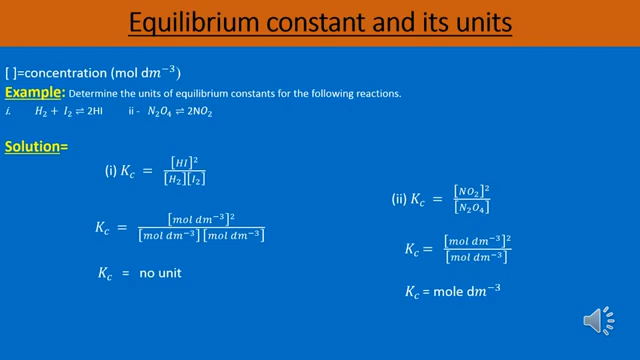 Equilibrium constant and its units
[ ]=concentration (mol dm⁻³)
Example: Determine the units of equilibrium constants for the following reactions.
i. H₂ + I₂ ⇌ 2HI ii - N₂O₄ ⇌ 2NO₂
Solution=
(i) K_c = [HI]² / [H₂][I₂]
K_c = [mol dm⁻³]² / [mol dm⁻³][mol dm⁻³]
K_c = no unit
(ii) K_c = [NO₂]² / [N₂O₄]
K_c = [mol dm⁻³]² / [mol dm⁻³]
K_c = mole dm⁻³